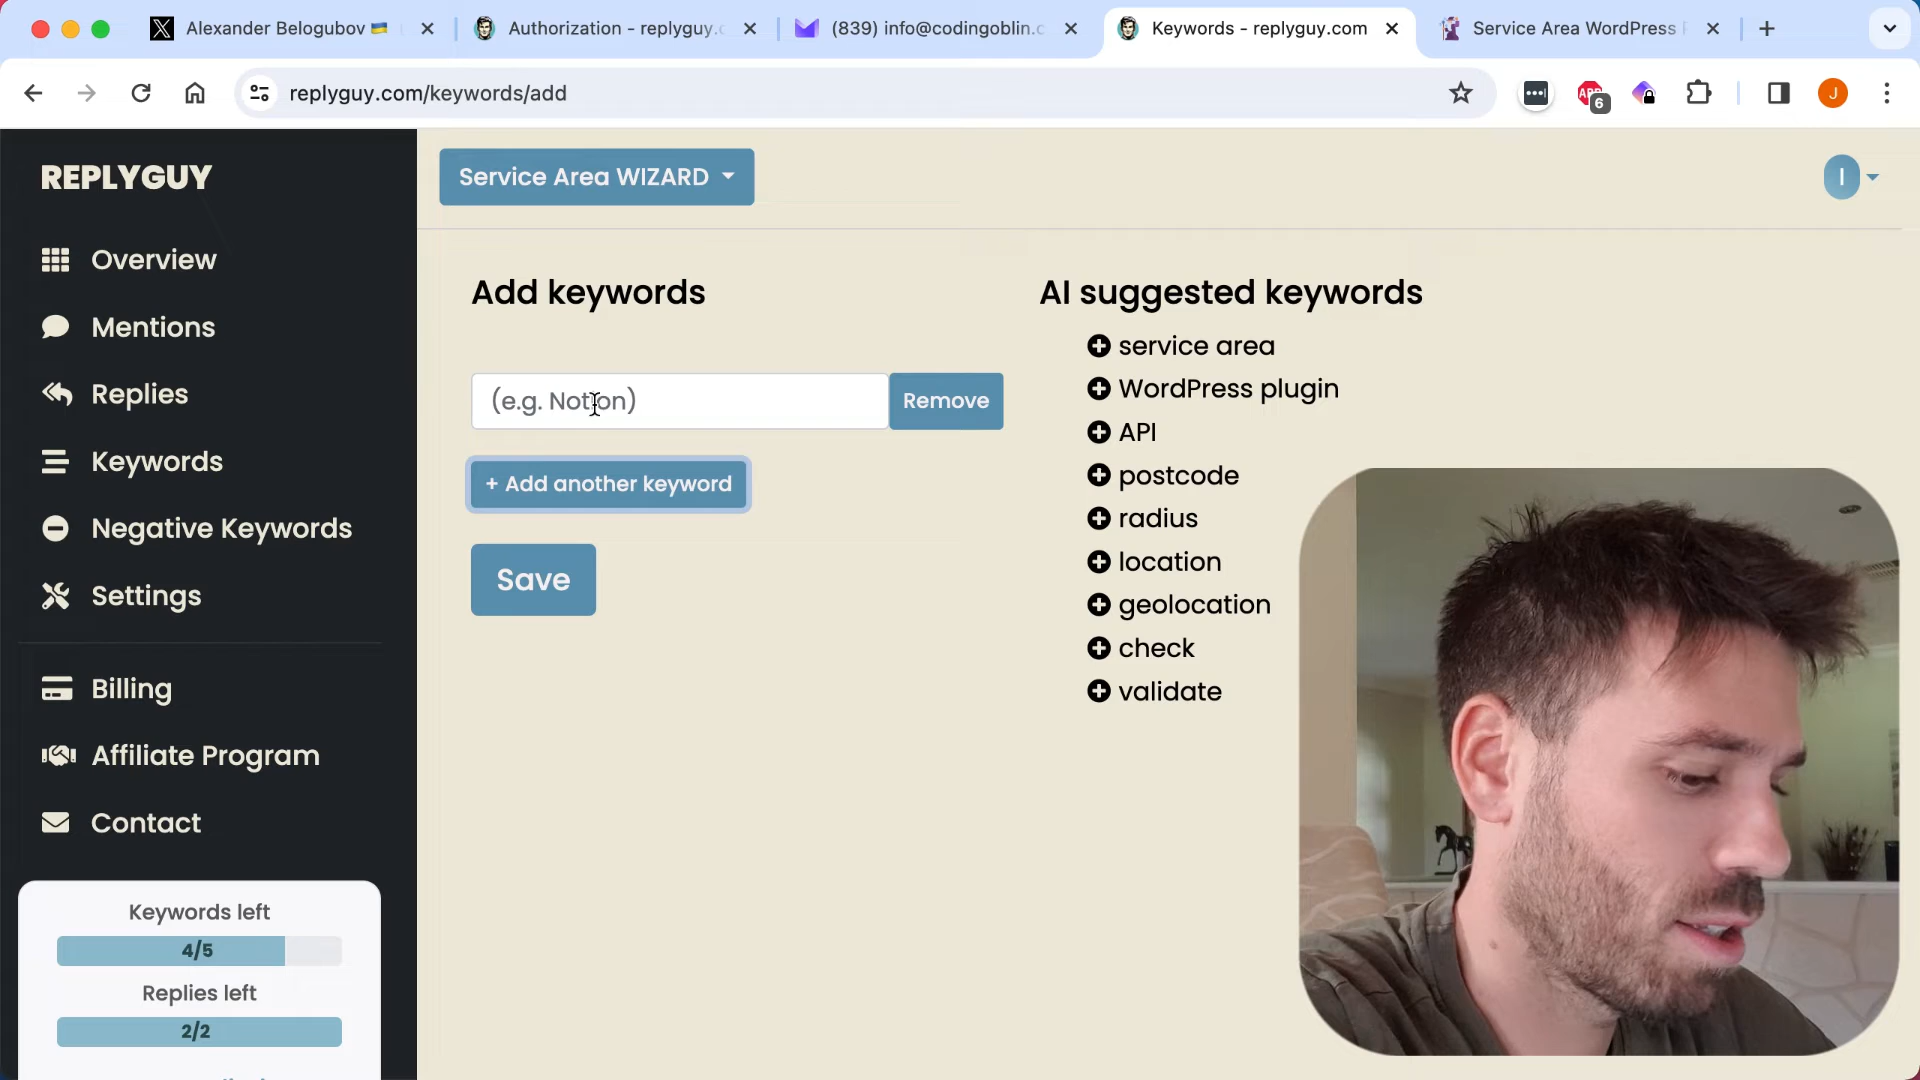 Alexander Belogubov
Authorization - replyguy.c
(839) info@codingoblin.c
Keywords - replyguy.com
Service Area WordPress
replyguy.com/keywords/add
6
J
REPLYGUY
Service Area WIZARD
I
Overview
Mentions
Replies
Keywords
Negative Keywords
Settings
Billing
Affiliate Program
Contact
Keywords left
4/5
Replies left
2/2
Add keywords
(e.g. Notion)
Remove
+ Add another keyword
Save
AI suggested keywords
service area
WordPress plugin
API
postcode
radius
location
geolocation
check
validate